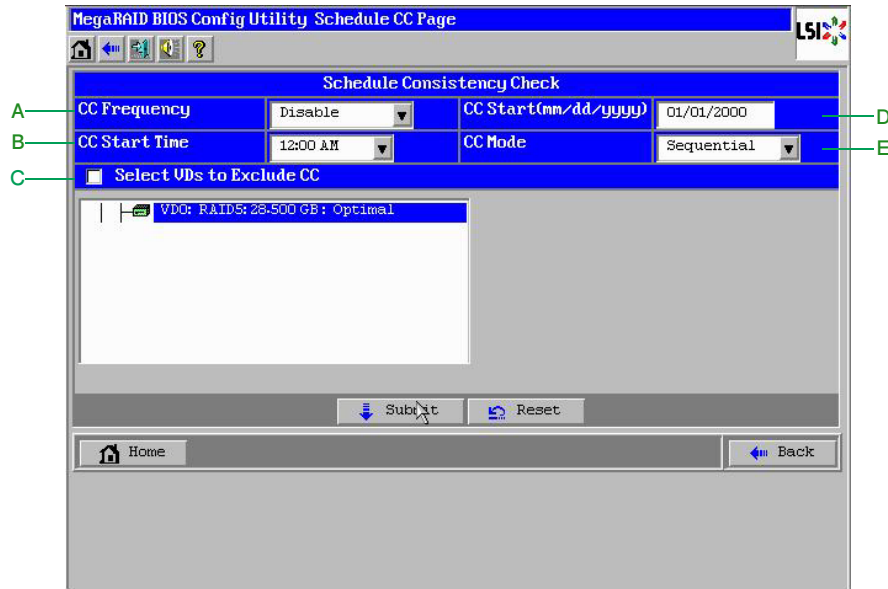 MegaRAID BIOS Config Utility Schedule CC Page
LSI
Schedule Consistency Check
A CC Frequency Disable CC Start(mm/dd/yyyy) 01/01/2000 D
B CC Start Time 12:00 AM CC Mode Sequential E
C Select VDs to Exclude CC
VD0: RAID5: 28.500 GB: Optimal
Submit Reset
Home Back